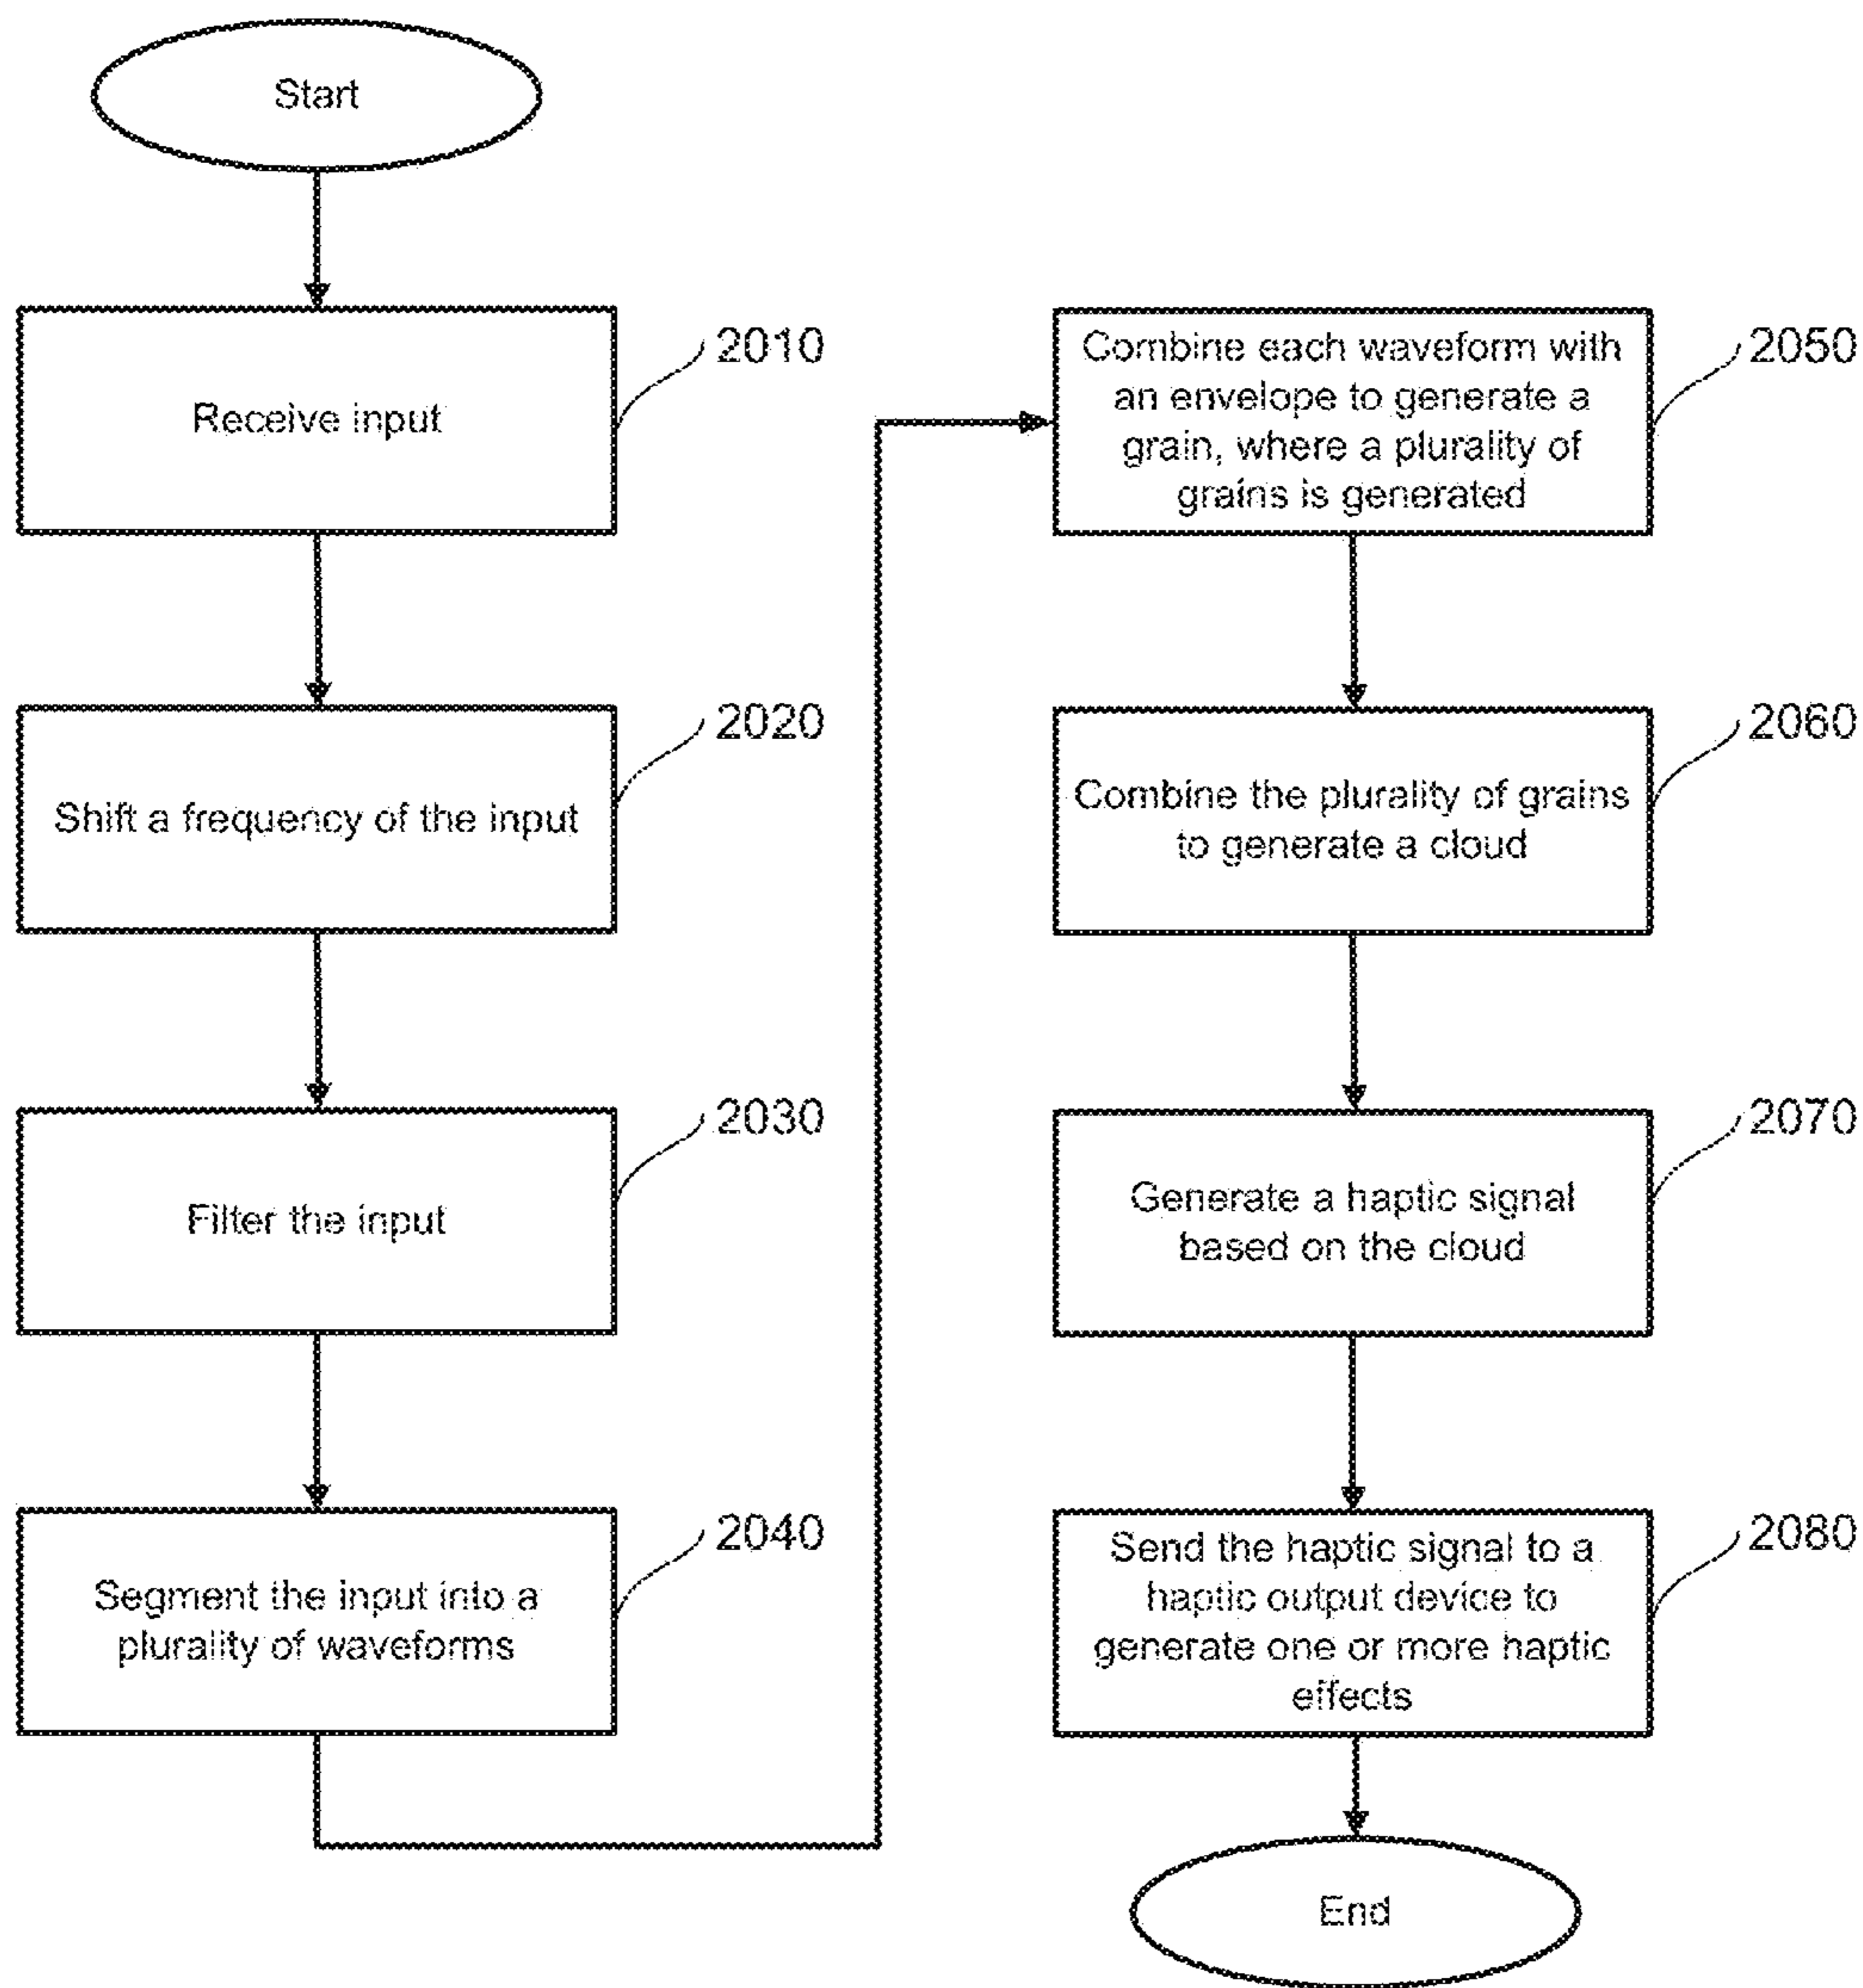 Start
Receive input
2010
Shift a frequency of the input
2020
Filter the input
2030
Segment the input into a
plurality of waveforms
2040
Combine each waveform with
an envelope to generate a
grain, where a plurality of
grains is generated
2050
Combine the plurality of grains
to generate a cloud
2060
Generate a haptic signal
based on the cloud
2070
Send the haptic signal to a
haptic output device to
generate one or more haptic
effects
2080
End